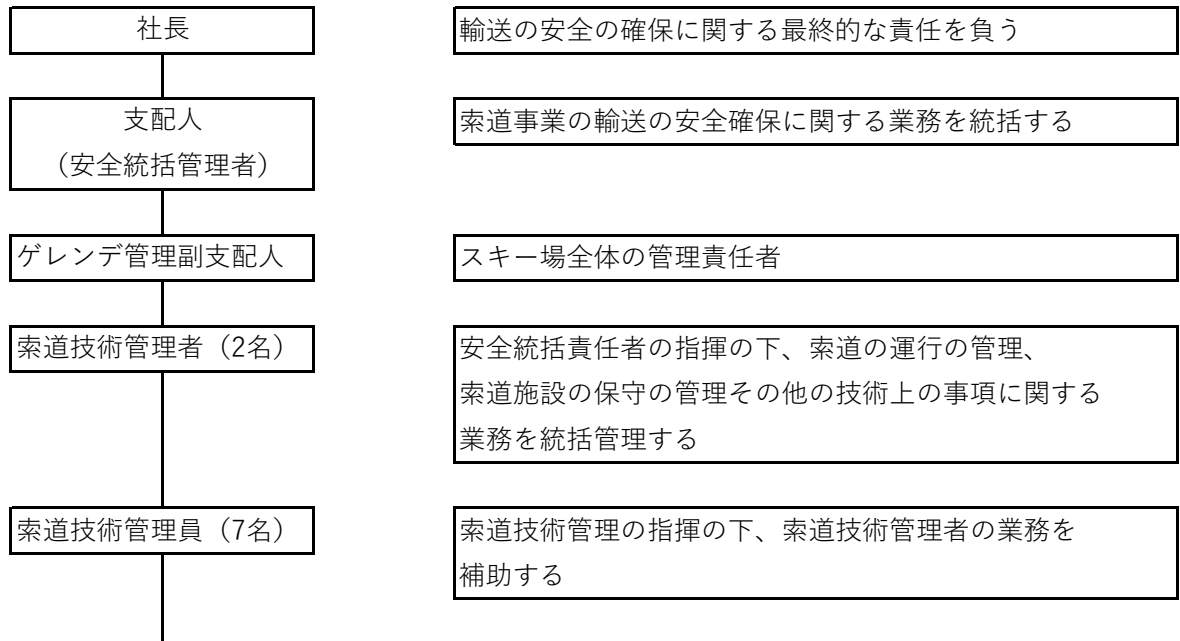 社長
輸送の安全の確保に関する最終的な責任を負う
支配人
（安全統括管理者）
索道事業の輸送の安全確保に関する業務を統括する
ゲレンデ管理副支配人
スキー場全体の管理責任者
索道技術管理者（2名）
安全統括責任者の指揮の下、索道の運行の管理、
索道施設の保守の管理その他の技術上の事項に関する
業務を統括管理する
索道技術管理員（7名）
索道技術管理の指揮の下、索道技術管理者の業務を
補助する